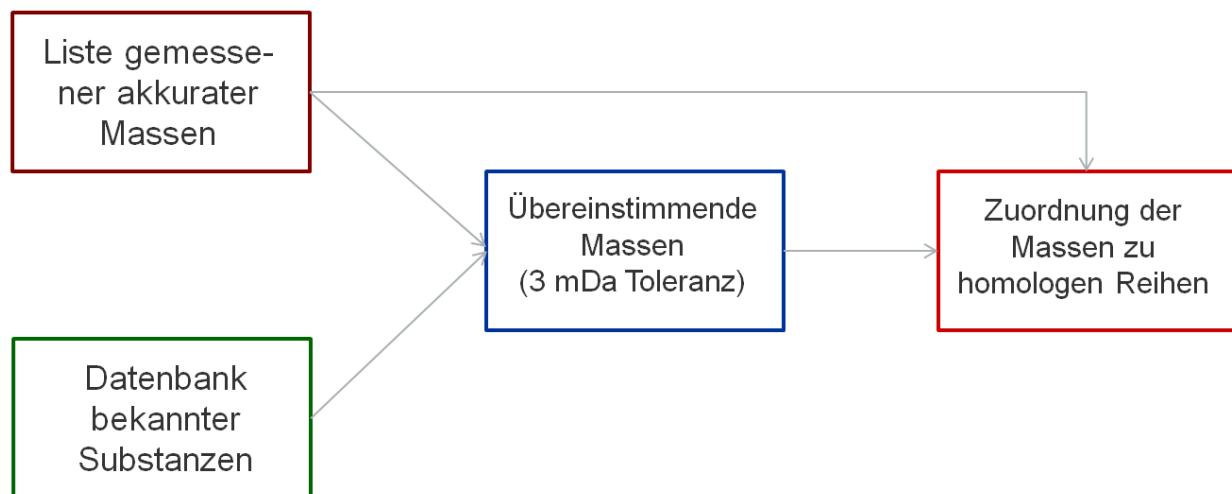 Liste gemesse-
ner akkurater
Massen
Übereinstimmende
Massen
(3 mDa Toleranz)
Zuordnung der
Massen zu
homologen Reihen
Datenbank
bekannter
Substanzen